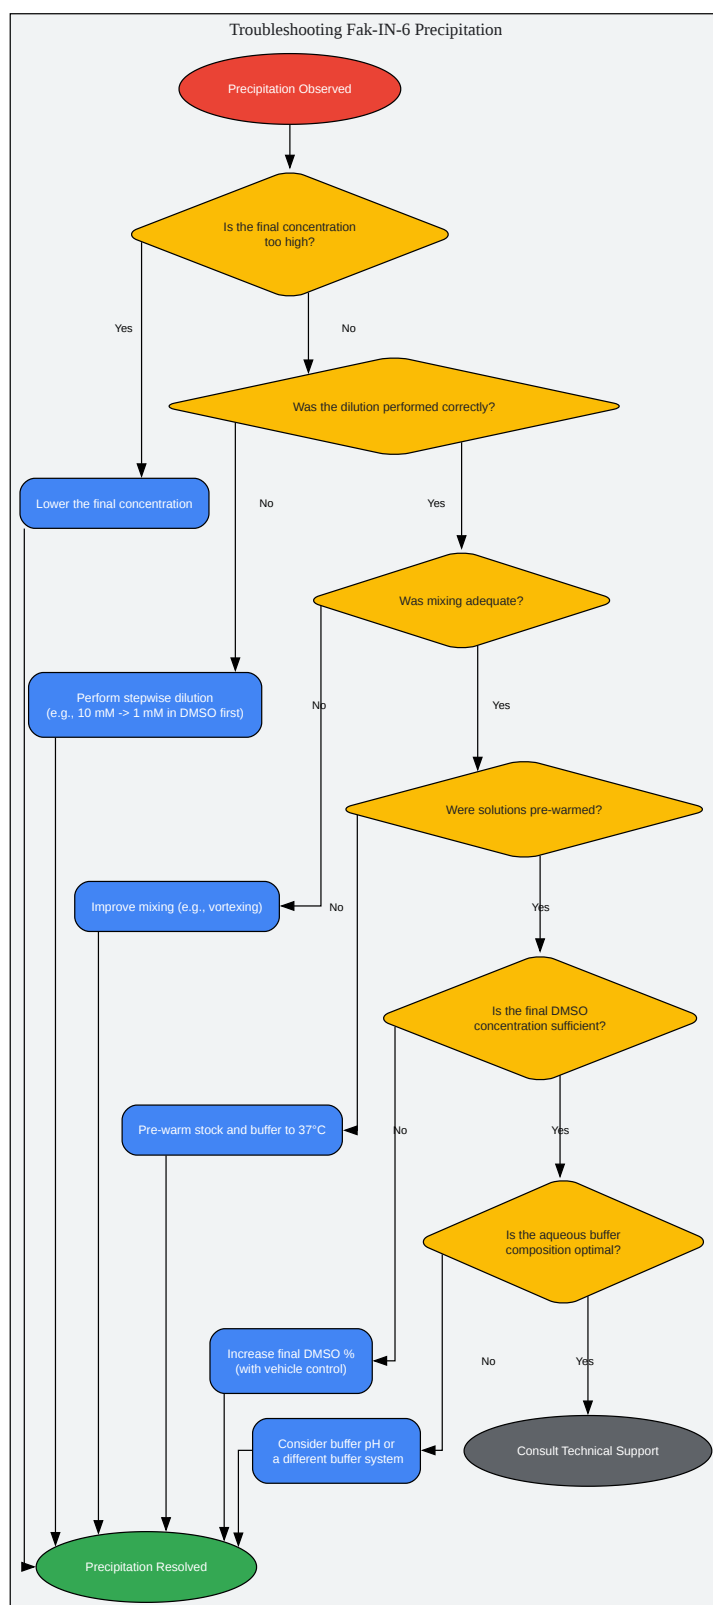 Troubleshooting Fak-IN-6 Precipitation
Precipitation Observed
Is the final concentration
too high?
Yes
No
Was the dilution performed correctly?
Lower the final concentration
No
Yes
Was mixing adequate?
Perform stepwise dilution
(e.g., 10 mM -> 1 mM in DMSO first)
No
Yes
Were solutions pre-warmed?
Improve mixing (e.g., vortexing)
No
Yes
Is the final DMSO
concentration sufficient?
Pre-warm stock and buffer to 37°C
No
Yes
Is the aqueous buffer
composition optimal?
Increase final DMSO %
(with vehicle control)
No
Yes
Consider buffer pH or
a different buffer system
Consult Technical Support
Precipitation Resolved